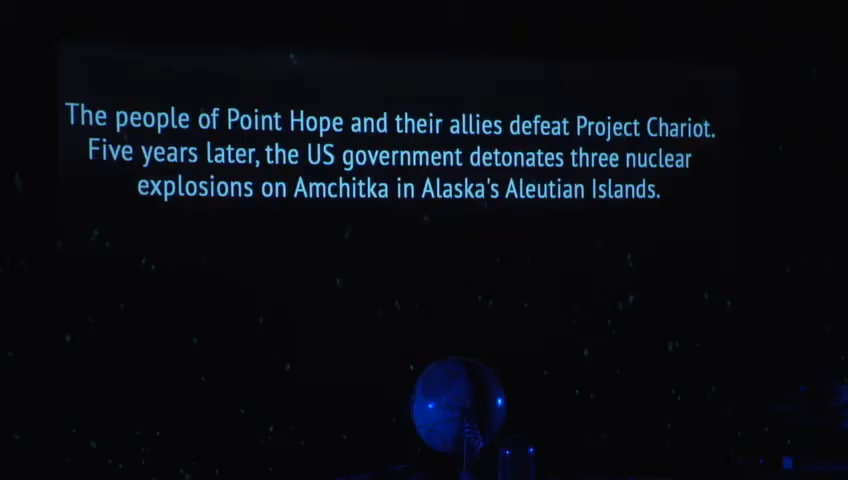 The people of Point Hope and their allies defeat Project Chariot.
Five years later, the US government detonates three nuclear
explosions on Amchitka in Alaska's Aleutian Islands.